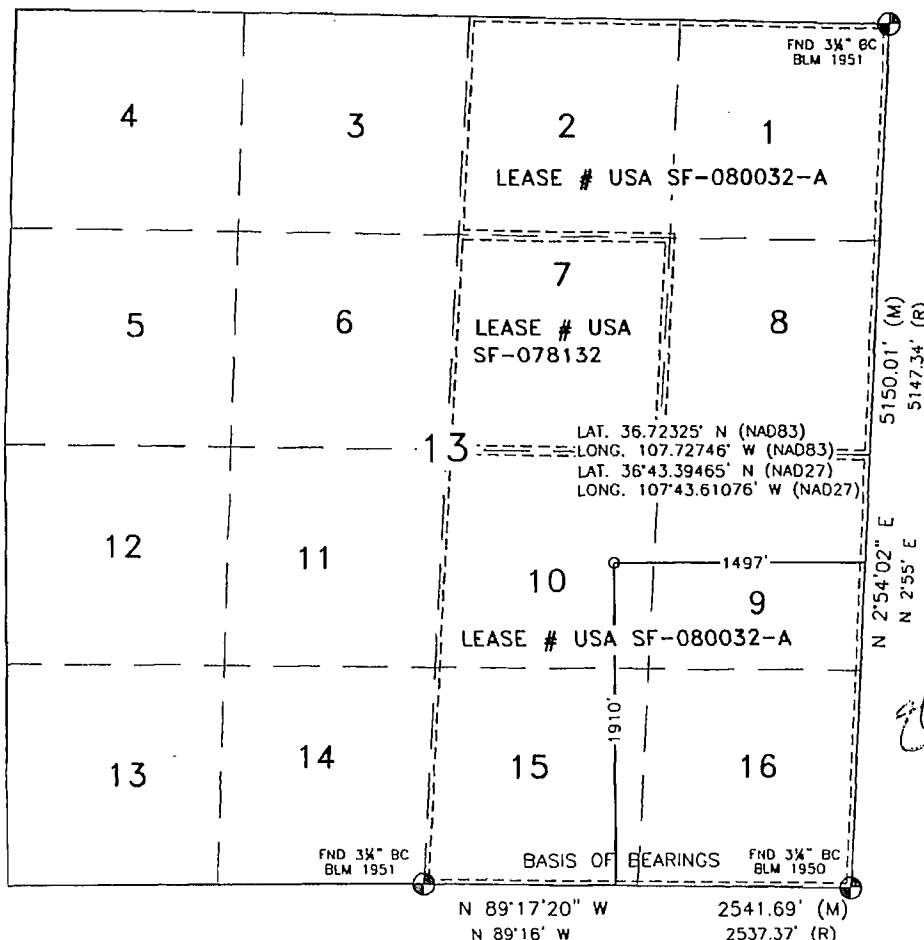 FND 3¼" BC
BLM 1951
4
3
2
1
LEASE # USA SF-080032-A
5
6
7
8
LEASE # USA
SF-078132
5150.01' (M)
5147.34' (R)
13
LAT. 36.72325' N (NAD83)
LONG. 107.72746' W (NAD83)
LAT. 36°43.39465' N (NAD27)
LONG. 107°43.61076' W (NAD27)
12
11
10
1497'
9
N 2°54'02" E
N 2°55' E
LEASE # USA SF-080032-A
1910'
13
14
15
16
FND 3¼" BC
BLM 1951
BASIS OF BEARINGS
FND 3¼" BC
BLM 1950
N 89°17'20" W
2541.69' (M)
N 89°16' W
2537.37' (R)